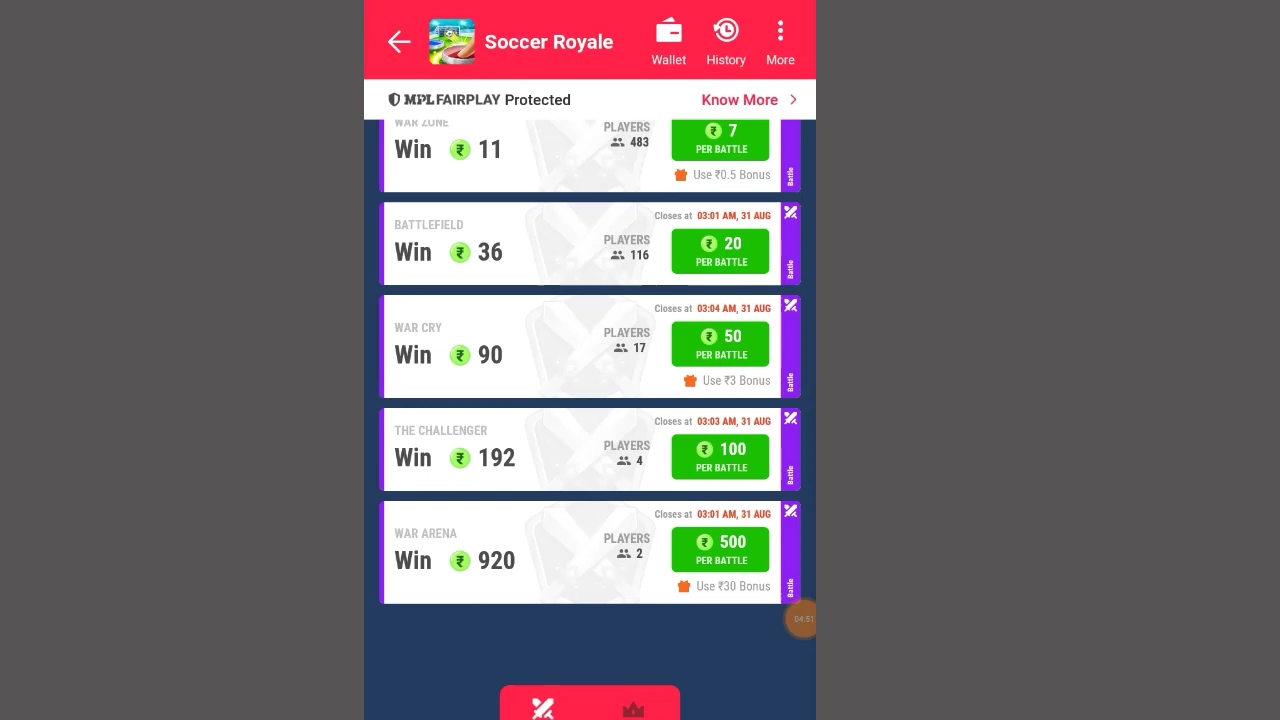 Soccer Royale
Wallet
History
More
MPL FAIRPLAY Protected
Know More
WAR ZONE
Win ₹ 11
PLAYERS
483
₹ 7
PER BATTLE
Use ₹0.5 Bonus
Battle
BATTLEFIELD
Win ₹ 36
PLAYERS
116
Closes at 03:01 AM, 31 AUG
₹ 20
PER BATTLE
Battle
WAR CRY
Win ₹ 90
PLAYERS
17
Closes at 03:04 AM, 31 AUG
₹ 50
PER BATTLE
Use ₹3 Bonus
Battle
THE CHALLENGER
Win ₹ 192
PLAYERS
4
Closes at 03:03 AM, 31 AUG
₹ 100
PER BATTLE
Battle
WAR ARENA
Win ₹ 920
PLAYERS
2
Closes at 03:01 AM, 31 AUG
₹ 500
PER BATTLE
Use ₹30 Bonus
Battle
04:51